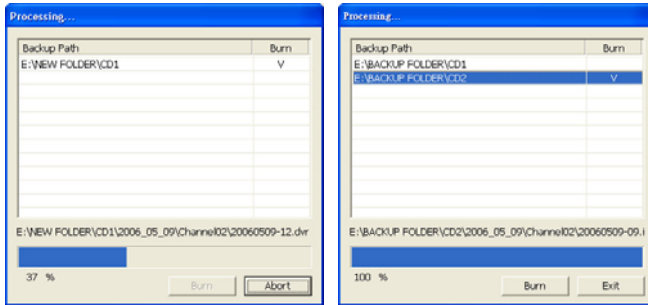 Processing...
Backup Path Burn
E:\NEW FOLDER\CD1 V
E:\NEW FOLDER\CD1\2006_05_09\Channel02\20060509-12.dvr
37 %
Burn Abort
Processing...
Backup Path Burn
E:\BACKUP FOLDER\CD1
E:\BACKUP FOLDER\CD2 V
E:\BACKUP FOLDER\CD2\2006_05_09\Channel02\20060509-09.i
100 %
Burn Exit